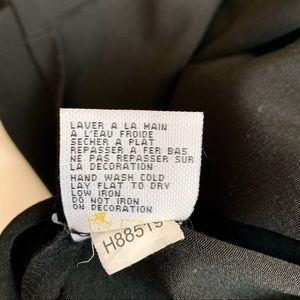 LAVER A LA MAIN
A L'EAU FROIDE
SECHER A PLAT
REPASSER A FER BAS
NE PAS REPASSER SUR
LA DECORATION
HAND WASH COLD
LAY FLAT TO DRY
LOW IRON
DO NOT IRON
ON DECORATION
H88519